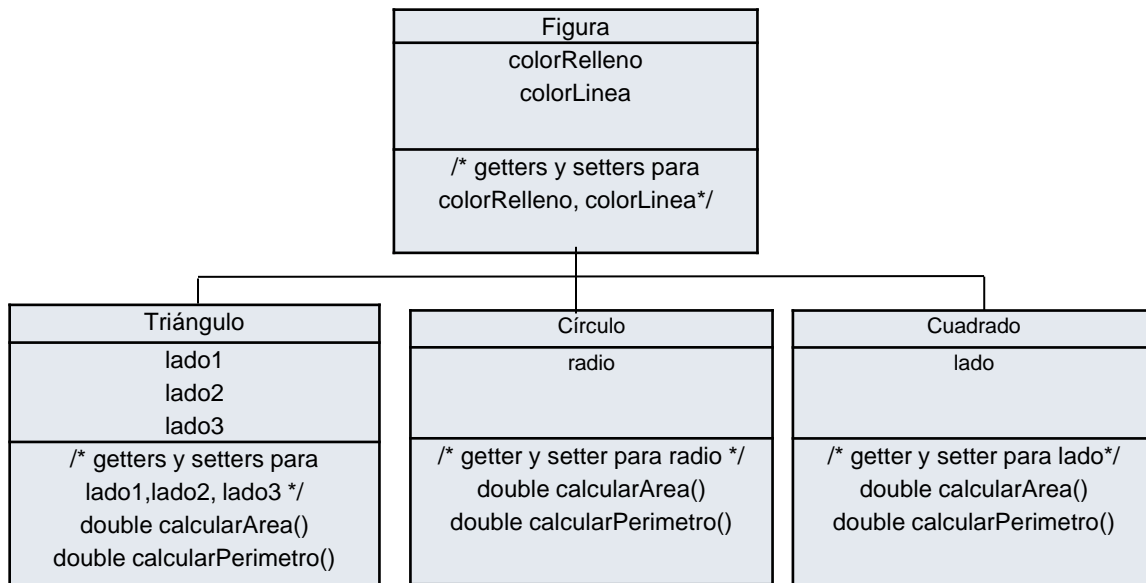 Figura
colorRelleno
colorLinea
/* getters y setters para
colorRelleno, colorLinea*/
Triángulo
lado1
lado2
lado3
/* getters y setters para
lado1,lado2, lado3 */
double calcularArea()
double calcularPerimetro()
Círculo
radio
/* getter y setter para radio */
double calcularArea()
double calcularPerimetro()
Cuadrado
lado
/* getter y setter para lado*/
double calcularArea()
double calcularPerimetro()